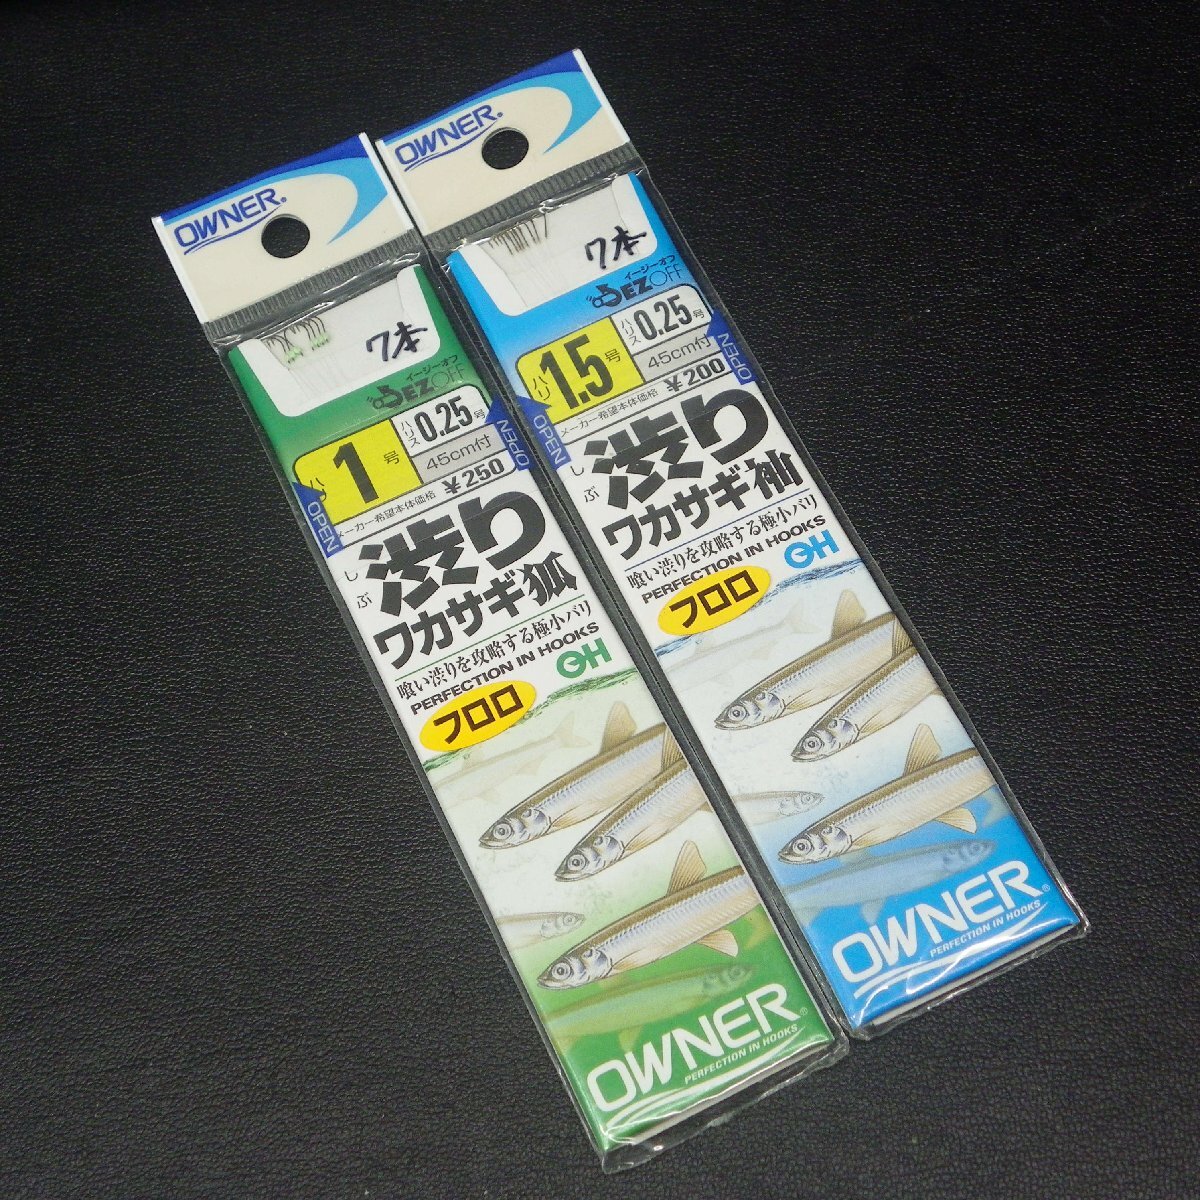 OWNER®
7本
イージーオフ
EZOFF
ハリ 1号
ハリス 0.25号
45cm付
メーカー希望本体価格 ¥250
OPEN
OPEN
しぶ
渋り
ワカサギ狐
喰い渋りを攻略する極小バリ
PERFECTION IN HOOKS
OH
フロロ
OWNER®
PERFECTION IN HOOKS
OWNER®
7本
イージーオフ
EZOFF
ハリ 1.5号
ハリス 0.25号
45cm付
メーカー希望本体価格 ¥200
OPEN
OPEN
しぶ
渋り
ワカサギ袖
喰い渋りを攻略する極小バリ
PERFECTION IN HOOKS
OH
フロロ
OWNER®
PERFECTION IN HOOKS